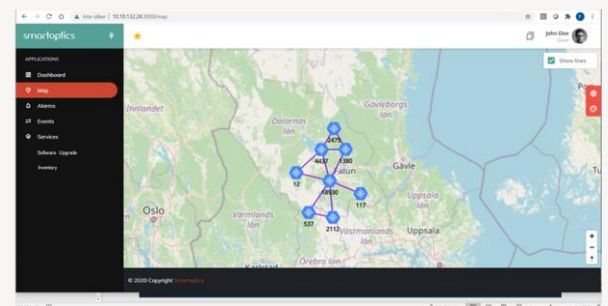 Inte säker | 10.10.132.24:3000/map
smartoptics
John Doe
APPLICATIONS
Dashboard
Map
Alarms
Events
Services
Software Upgrade
Inventory
Show lines
Innlandet
Dalarnas
län
Gävleborgs
län
2475
4437
1380
Falun
Gävle
12
18930
117
Uppsala
län
Oslo
Värmlands
län
537
2112
Västmanlands
län
Uppsala
Örebro län
Karlstad
+
−
© 2020 Copyright Smartoptics